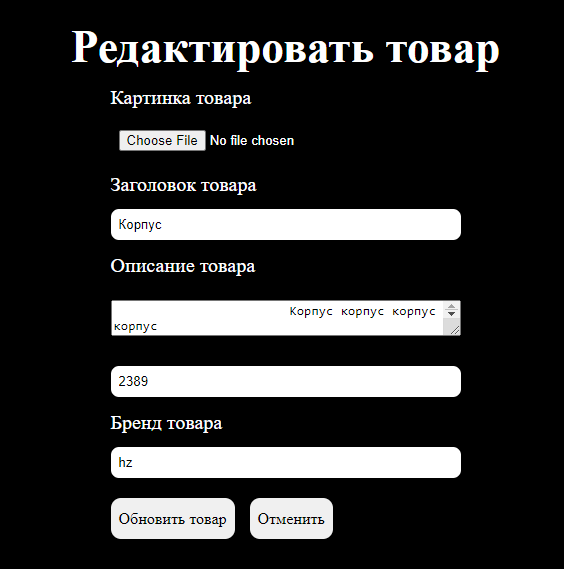 Редактировать товар
Картинка товара
Choose File No file chosen
Заголовок товара
Корпус
Описание товара
Корпус корпус корпус
корпус
2389
Бренд товара
hz
Обновить товар Отменить